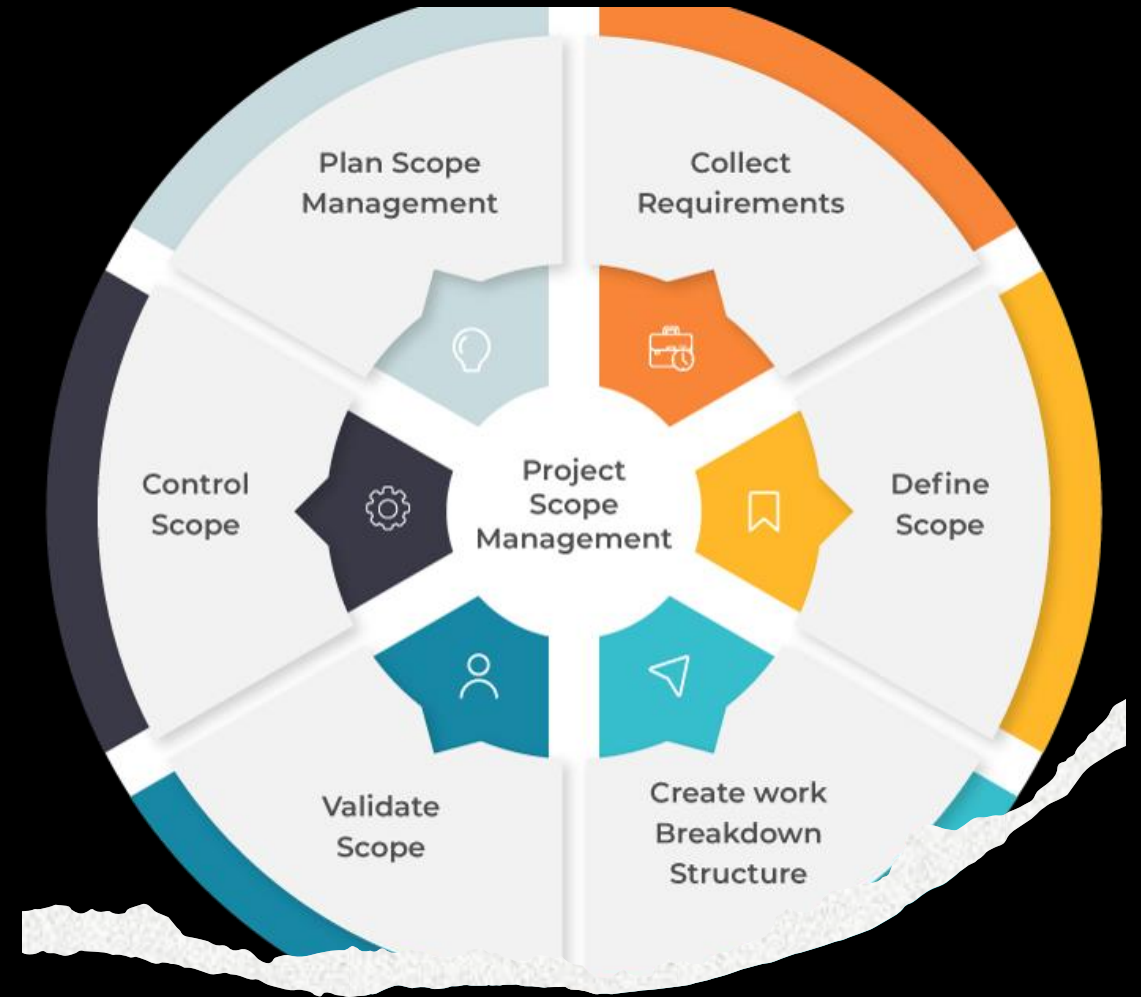 Plan Scope
Management
Collect
Requirements
Define
Scope
Create work
Breakdown
Structure
Validate
Scope
Control
Scope
Project
Scope
Management